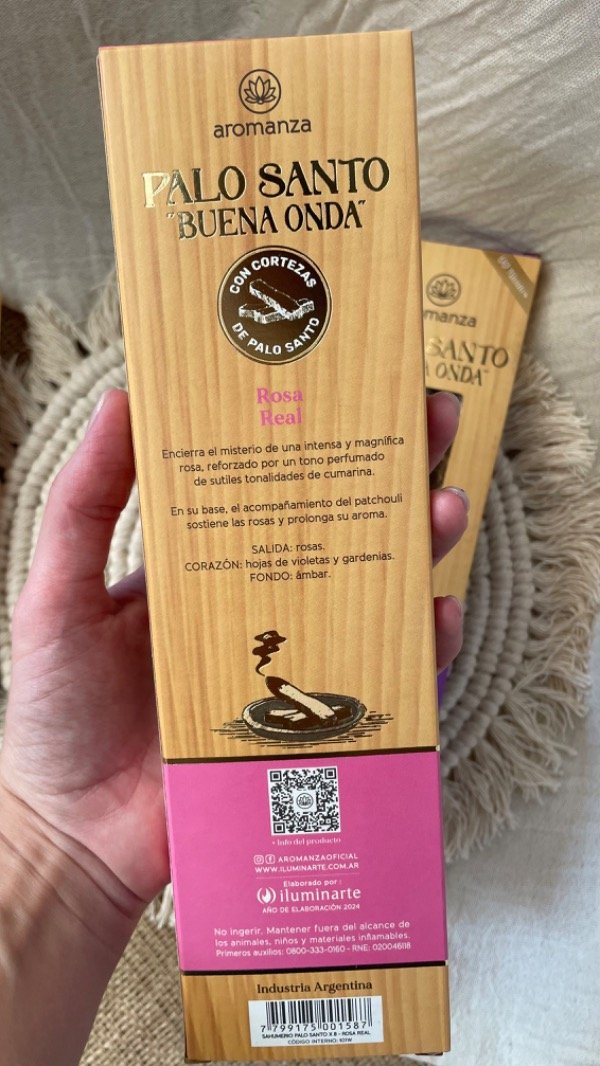 aromanza
PALO SANTO
"BUENA ONDA"
CON CORTEZAS
DE PALO SANTO
Rosa
Real
Encierra el misterio de una intensa y magnífica
rosa, reforzado por un tono perfumado
de sutiles tonalidades de cumarina.
En su base, el acompañamiento del patchouli
sostiene las rosas y prolonga su aroma.
SALIDA: rosas.
CORAZÓN: hojas de violetas y gardenias.
FONDO: ámbar.
+ Info del producto
AROMANZAOFICIAL
WWW.ILUMINARTE.COM.AR
Elaborado por :
iluminarte
AÑO DE ELABORACIÓN 2024
No ingerir. Mantener fuera del alcance de
los animales, niños y materiales inflamables.
Primeros auxilios: 0800-333-0160 - RNE: 020046118
Industria Argentina
7 799175 001587
SAHUMERIO PALO SANTO X 8 - ROSA REAL
CÓDIGO INTERNO: 1011W
manza
SANTO
A ONDA"